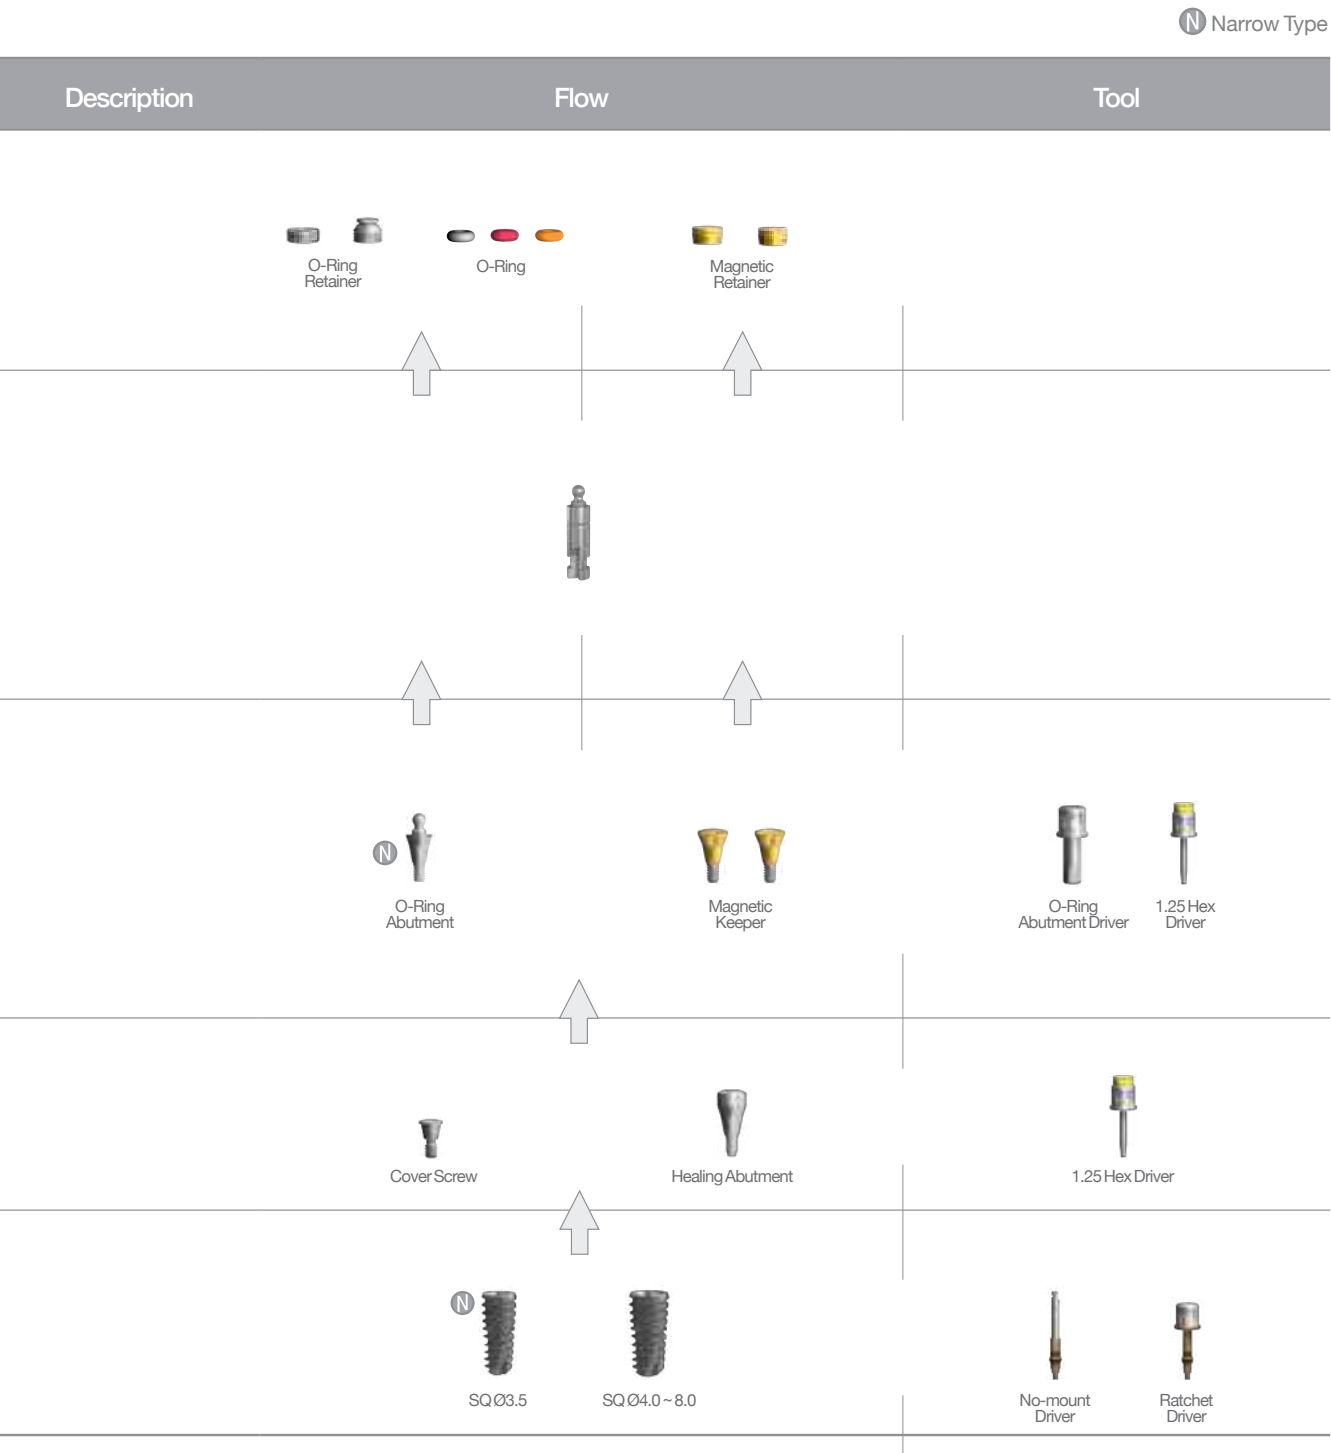 N Narrow Type
Description Flow Tool
O-Ring
Retainer
O-Ring
Magnetic
Retainer
N
O-Ring
Abutment
Magnetic
Keeper
O-Ring
Abutment Driver
1.25 Hex
Driver
Cover Screw
Healing Abutment
1.25 Hex Driver
N
SQ Ø3.5
SQ Ø4.0 ~ 8.0
No-mount
Driver
Ratchet
Driver